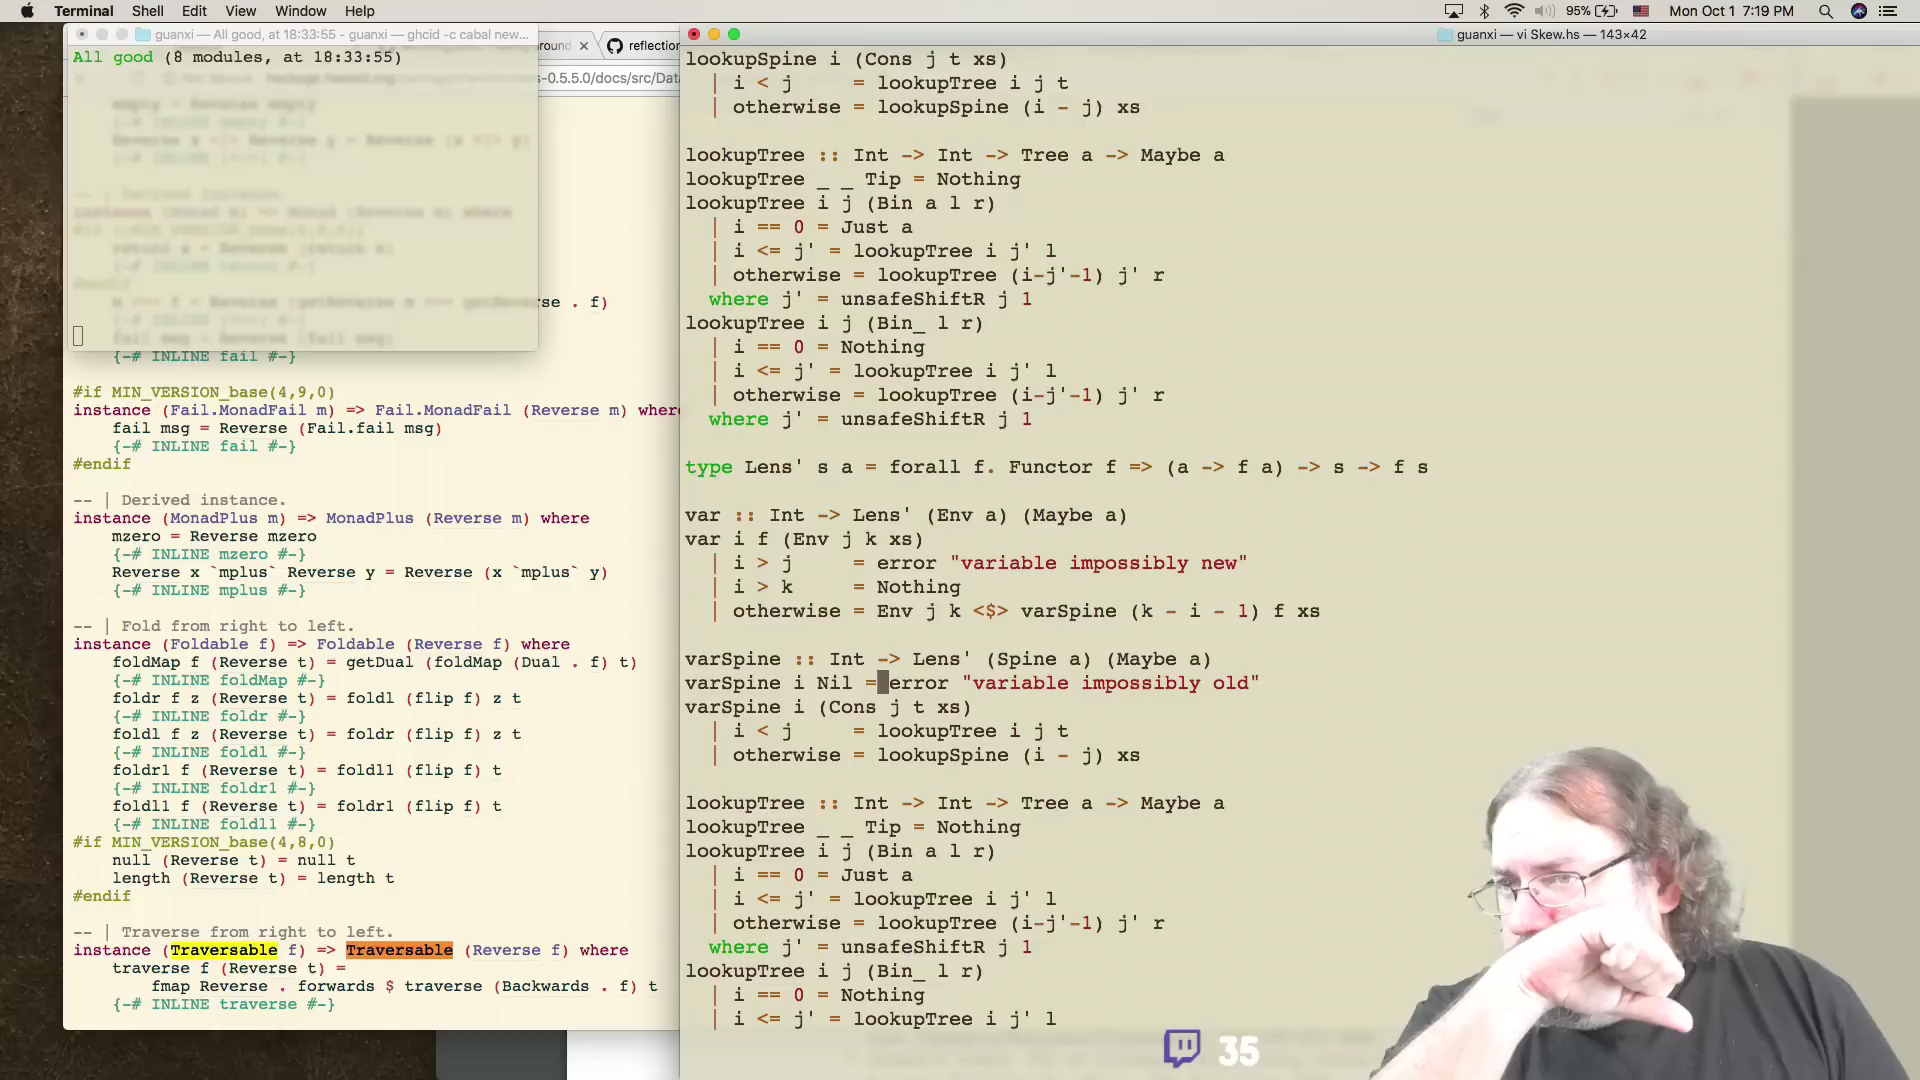 Terminal Shell Edit View Window Help
95% Mon Oct 1 7:19 PM
guanxi — All good, at 18:33:55 - guanxi — ghcid -c cabal new...
All good (8 modules, at 18:33:55)
around
reflection
-0.5.5.0/docs/src/Data
rse . f)
{-# INLINE fail #-}
#if MIN_VERSION_base(4,9,0)
instance (Fail.MonadFail m) => Fail.MonadFail (Reverse m) where
fail msg = Reverse (Fail.fail msg)
{-# INLINE fail #-}
#endif
-- | Derived instance.
instance (MonadPlus m) => MonadPlus (Reverse m) where
mzero = Reverse mzero
{-# INLINE mzero #-}
Reverse x `mplus` Reverse y = Reverse (x `mplus` y)
{-# INLINE mplus #-}
-- | Fold from right to left.
instance (Foldable f) => Foldable (Reverse f) where
foldMap f (Reverse t) = getDual (foldMap (Dual . f) t)
{-# INLINE foldMap #-}
foldr f z (Reverse t) = foldl (flip f) z t
{-# INLINE foldr #-}
foldl f z (Reverse t) = foldr (flip f) z t
{-# INLINE foldl #-}
foldr1 f (Reverse t) = foldl1 (flip f) t
{-# INLINE foldr1 #-}
foldl1 f (Reverse t) = foldr1 (flip f) t
{-# INLINE foldl1 #-}
#if MIN_VERSION_base(4,8,0)
null (Reverse t) = null t
length (Reverse t) = length t
#endif
-- | Traverse from right to left.
instance (Traversable f) => Traversable (Reverse f) where
traverse f (Reverse t) =
fmap Reverse . forwards $ traverse (Backwards . f) t
{-# INLINE traverse #-}
guanxi — vi Skew.hs — 143×42
lookupSpine i (Cons j t xs)
| i < j      = lookupTree i j t
| otherwise = lookupSpine (i - j) xs
lookupTree :: Int -> Int -> Tree a -> Maybe a
lookupTree _ _ Tip = Nothing
lookupTree i j (Bin a l r)
| i == 0 = Just a
| i <= j' = lookupTree i j' l
| otherwise = lookupTree (i-j'-1) j' r
where j' = unsafeShiftR j 1
lookupTree i j (Bin_ l r)
| i == 0 = Nothing
| i <= j' = lookupTree i j' l
| otherwise = lookupTree (i-j'-1) j' r
where j' = unsafeShiftR j 1
type Lens' s a = forall f. Functor f => (a -> f a) -> s -> f s
var :: Int -> Lens' (Env a) (Maybe a)
var i f (Env j k xs)
| i > j     = error "variable impossibly new"
| i > k     = Nothing
| otherwise = Env j k <$> varSpine (k - i - 1) f xs
varSpine :: Int -> Lens' (Spine a) (Maybe a)
varSpine i Nil = error "variable impossibly old"
varSpine i (Cons j t xs)
| i < j     = lookupTree i j t
| otherwise = lookupSpine (i - j) xs
lookupTree :: Int -> Int -> Tree a -> Maybe a
lookupTree _ _ Tip = Nothing
lookupTree i j (Bin a l r)
| i == 0 = Just a
| i <= j' = lookupTree i j' l
| otherwise = lookupTree (i-j'-1) j' r
where j' = unsafeShiftR j 1
lookupTree i j (Bin_ l r)
| i == 0 = Nothing
| i <= j' = lookupTree i j' l
35